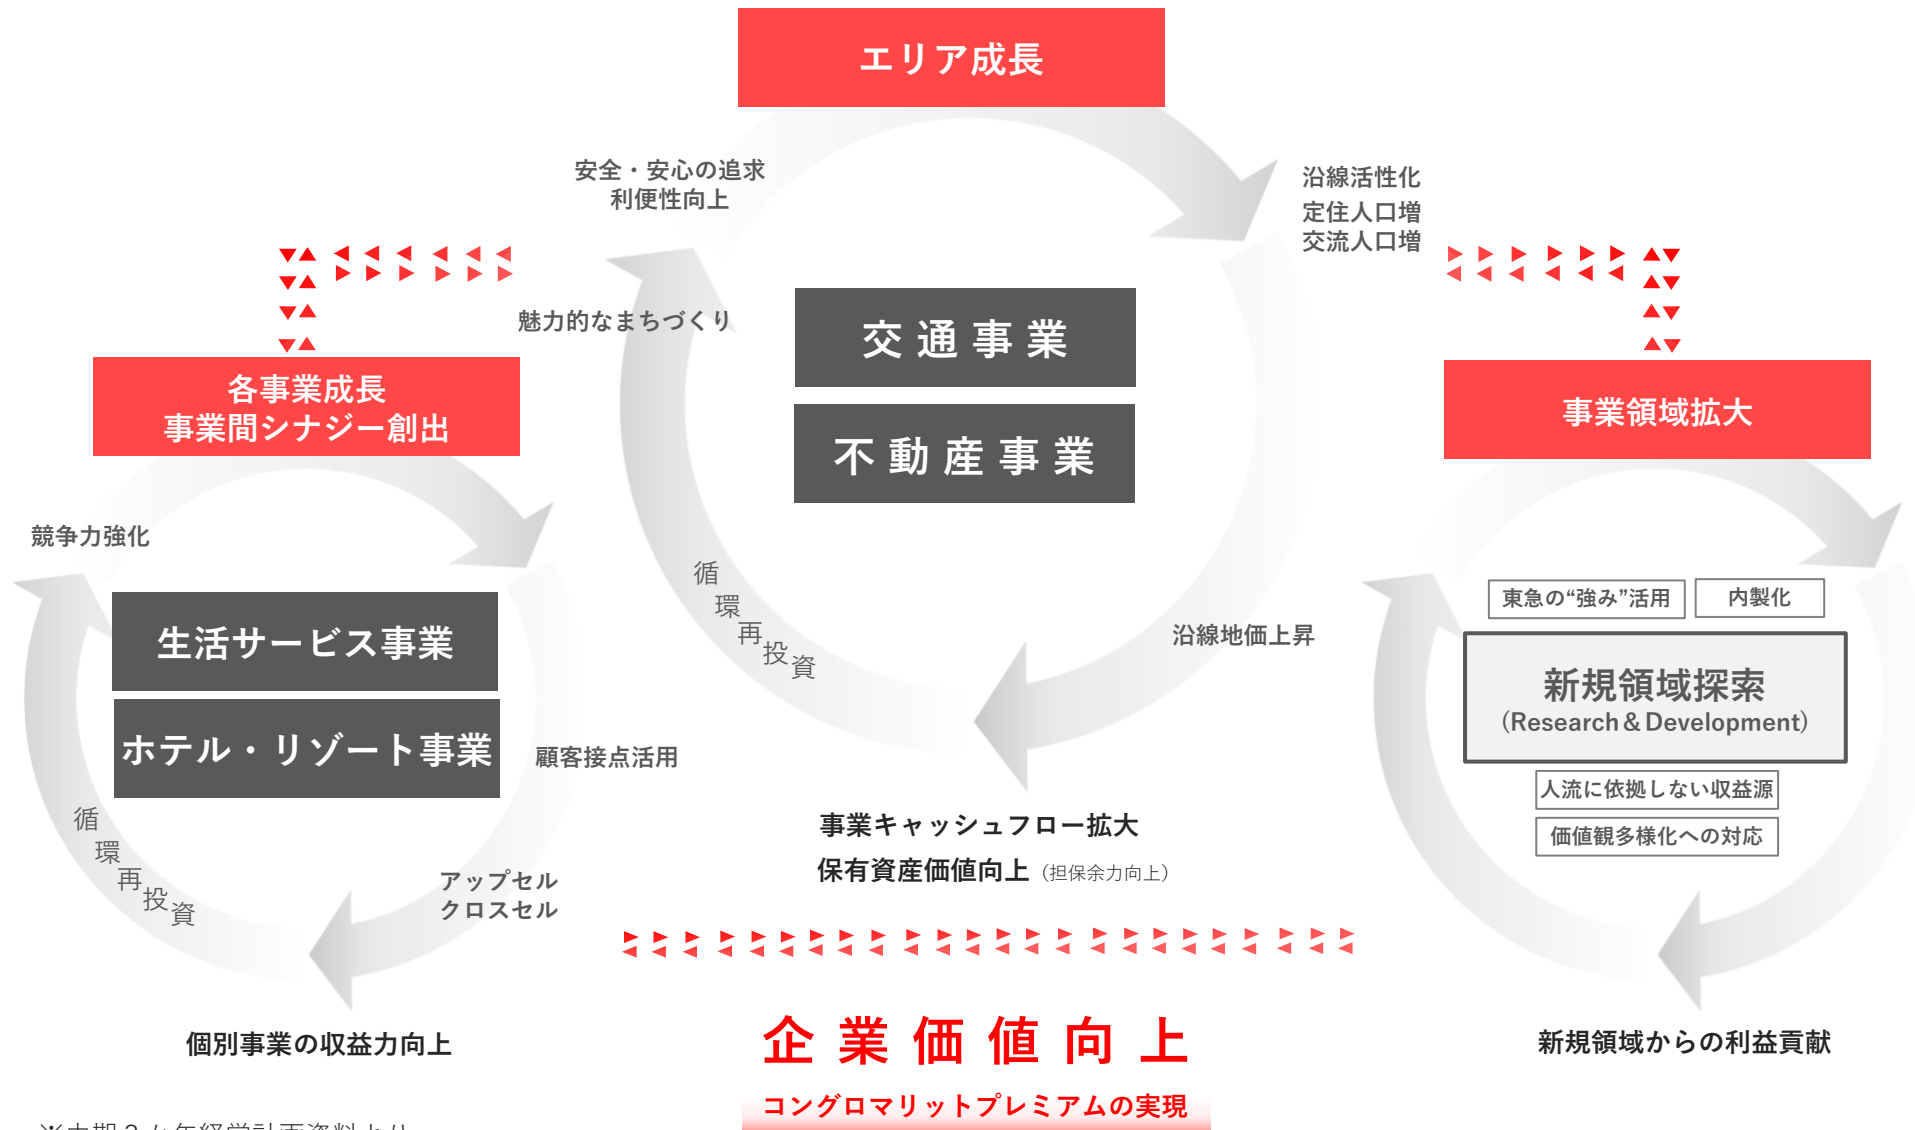 エリア成長
安全・安心の追求
利便性向上
沿線活性化
定住人口増
交流人口増
魅力的なまちづくり
交通事業
不動産事業
循環再投資
沿線地価上昇
事業キャッシュフロー拡大
保有資産価値向上（担保余力向上）
各事業成長
事業間シナジー創出
競争力強化
生活サービス事業
ホテル・リゾート事業
顧客接点活用
循環再投資
アップセル
クロスセル
個別事業の収益力向上
事業領域拡大
東急の“強み”活用
内製化
新規領域探索
（Research＆Development）
人流に依拠しない収益源
価値観多様化への対応
新規領域からの利益貢献
企業価値向上
コングロマリットプレミアムの実現